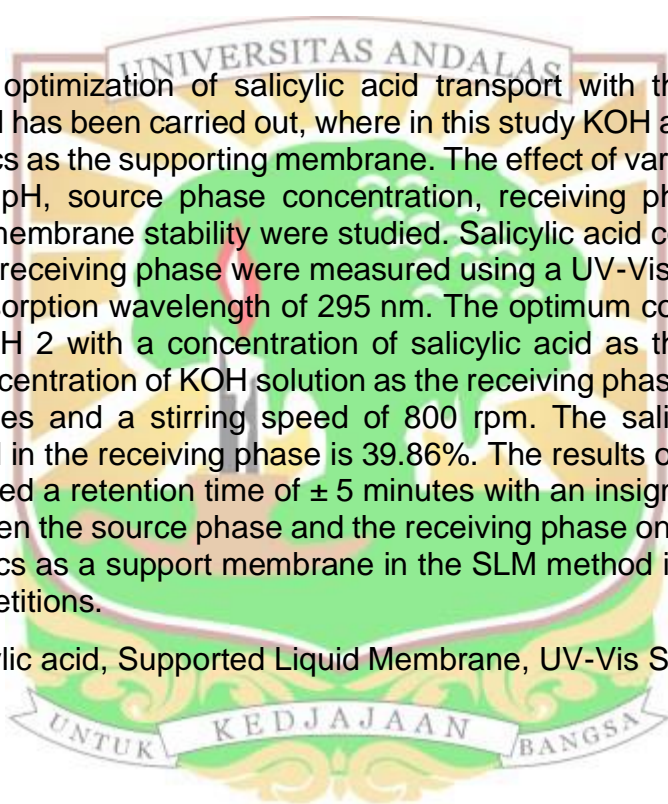 UNIVERSITAS ANDALAS
optimization of salicylic acid transport with th
l has been carried out, where in this study KOH a
cs as the supporting membrane. The effect of var
pH, source phase concentration, receiving ph
membrane stability were studied. Salicylic acid c
receiving phase were measured using a UV-Vis
sorption wavelength of 295 nm. The optimum co
H 2 with a concentration of salicylic acid as th
centration of KOH solution as the receiving phas
es and a stirring speed of 800 rpm. The sali
l in the receiving phase is 39.86%. The results o
ed a retention time of ± 5 minutes with an insign
en the source phase and the receiving phase on
cs as a support membrane in the SLM method i
etitions.
ylic acid, Supported Liquid Membrane, UV-Vis S
UNTUK KEDJAJAAN BANGSA